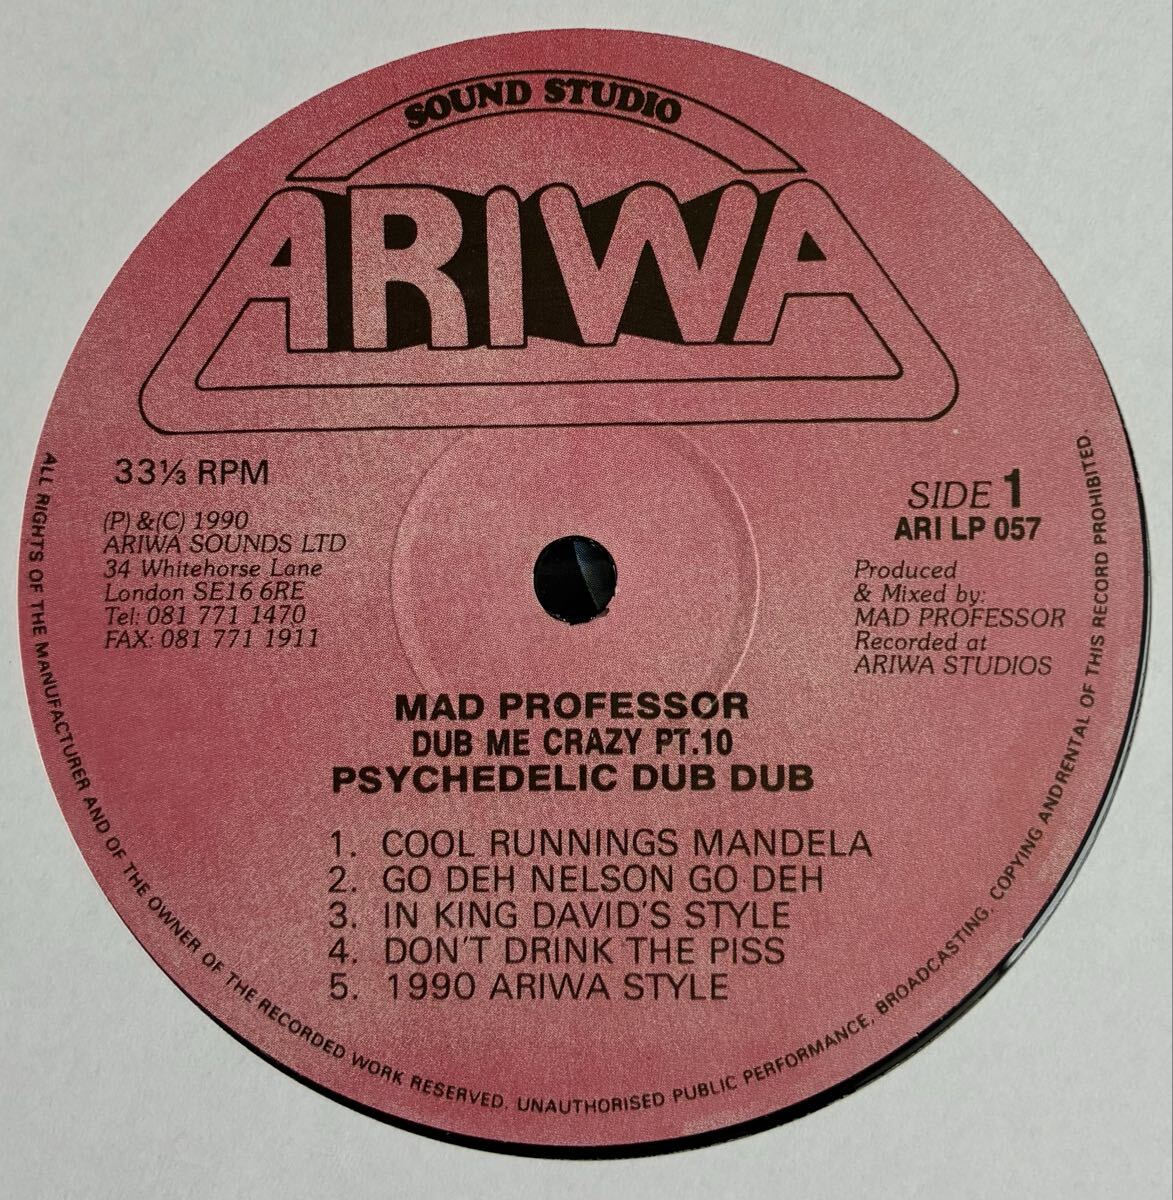 SOUND STUDIO
ARIWA
33⅓ RPM
(P) &(C) 1990
ARIWA SOUNDS LTD
34 Whitehorse Lane
London SE16 6RE
Tel: 081 771 1470
FAX: 081 771 1911
SIDE 1
ARI LP 057
Produced
& Mixed by:
MAD PROFESSOR
Recorded at
ARIWA STUDIOS
MAD PROFESSOR
DUB ME CRAZY PT.10
PSYCHEDELIC DUB DUB
1. COOL RUNNINGS MANDELA
2. GO DEH NELSON GO DEH
3. IN KING DAVID'S STYLE
4. DON'T DRINK THE PISS
5. 1990 ARIWA STYLE
ALL RIGHTS OF THE MANUFACTURER AND OF THE OWNER OF THE RECORDED WORK RESERVED. UNAUTHORISED PUBLIC PERFORMANCE, BROADCASTING, COPYING ANDRENTAL OF THIS RECORD PROHIBITED.